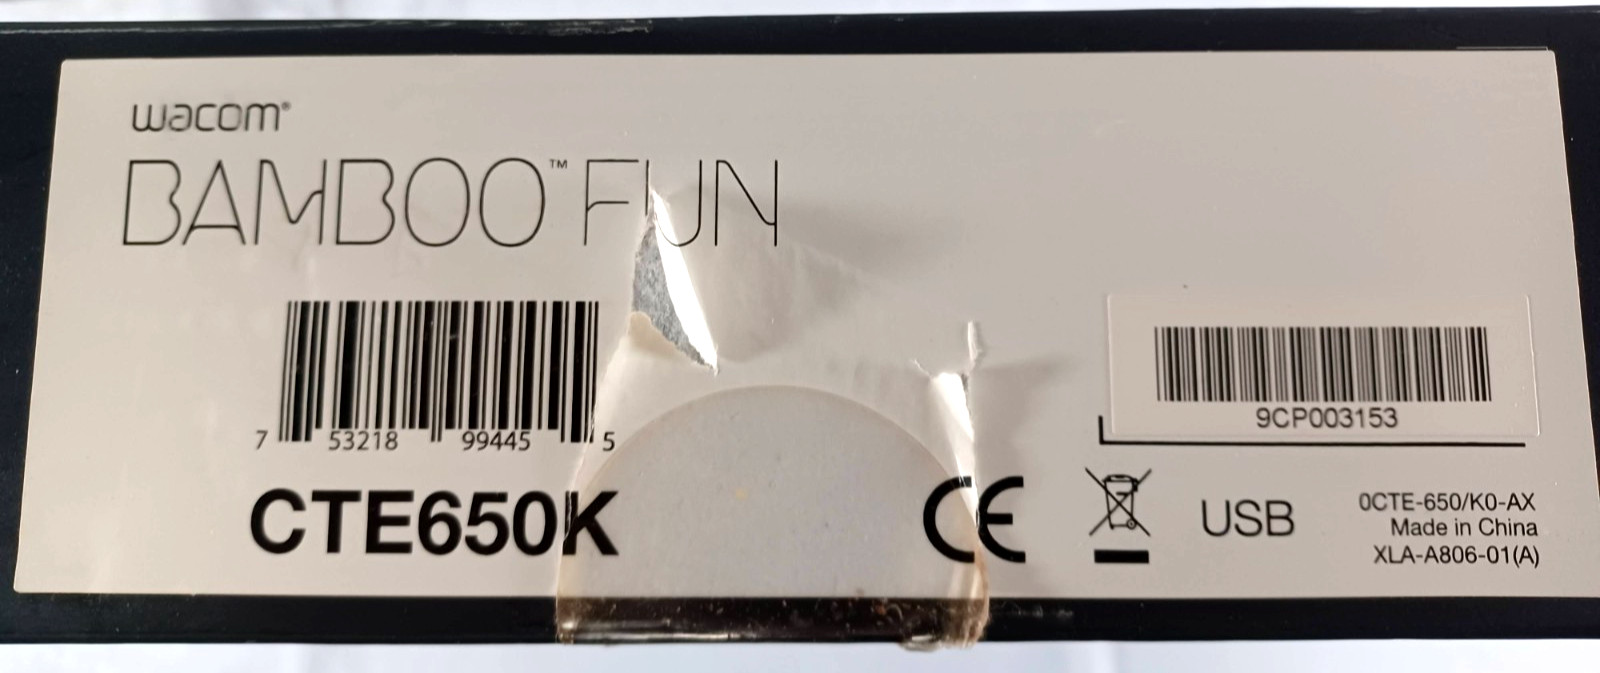 wacom®
BAMBOO™ FUN
7 53218 99445 5
9CP003153
CTE650K
CE
USB
0CTE-650/K0-AX
Made in China
XLA-A806-01(A)